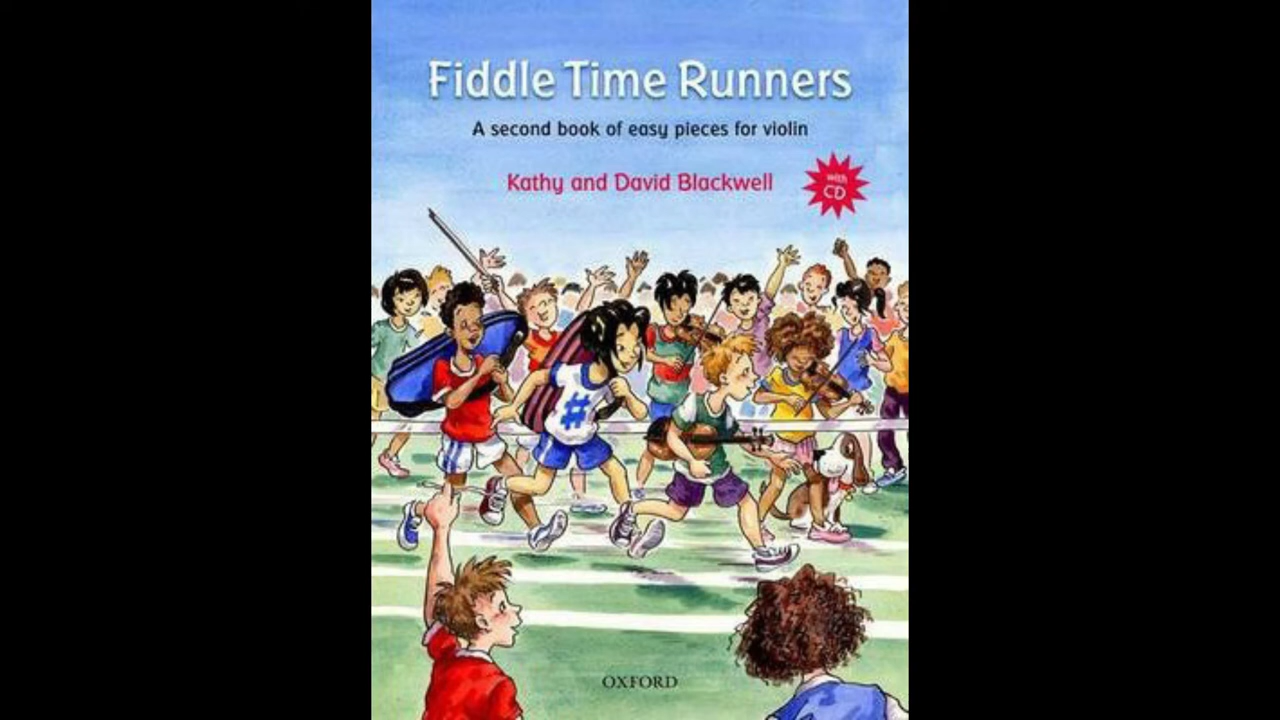 Fiddle Time Runners
A second book of easy pieces for violin
Kathy and David Blackwell
with
CD
#
OXFORD